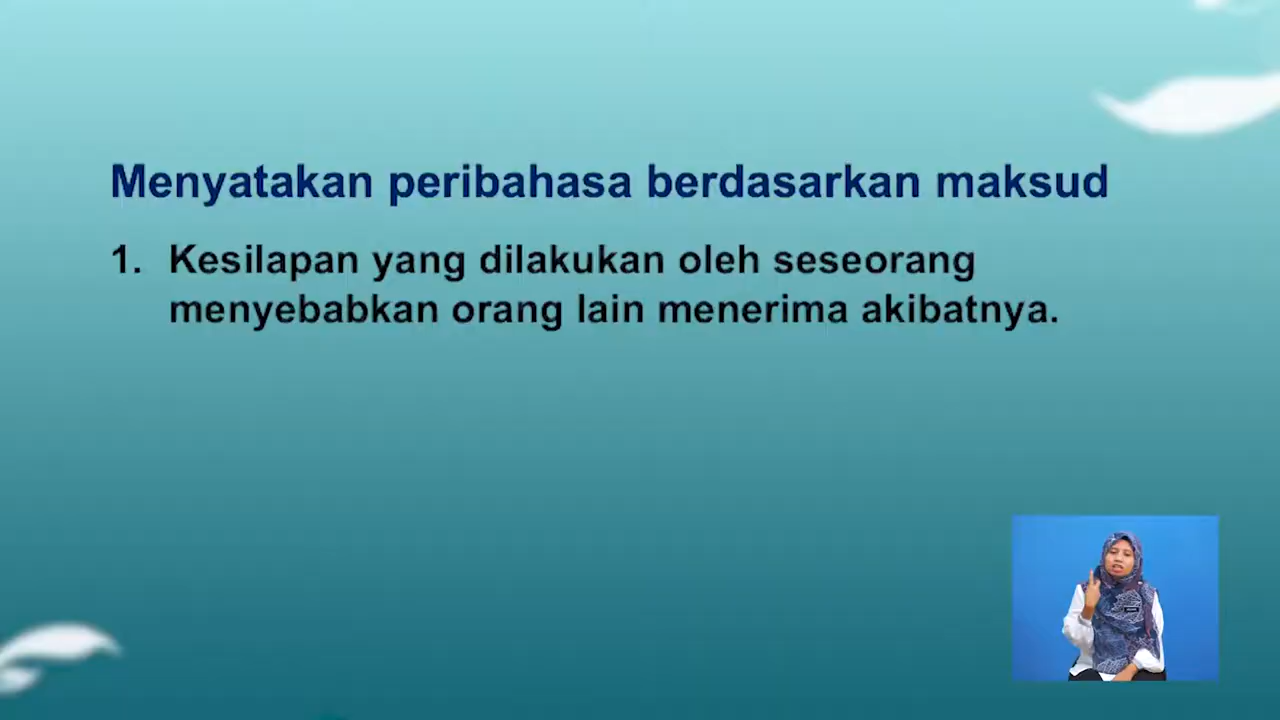 Menyatakan peribahasa berdasarkan maksud
1. Kesilapan yang dilakukan oleh seseorang
menyebabkan orang lain menerima akibatnya.